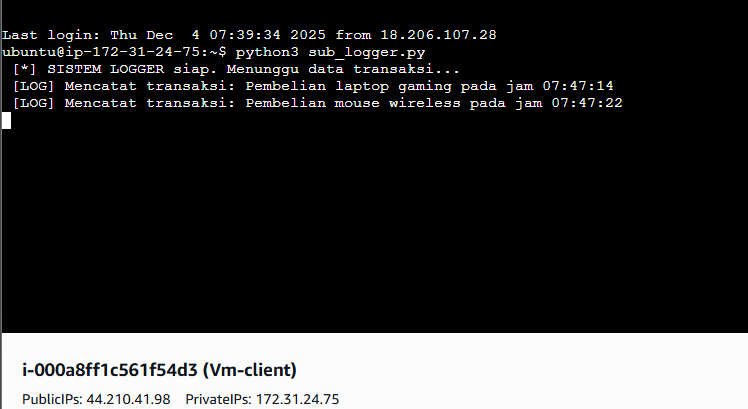 Last login: Thu Dec  4 07:39:34 2025 from 18.206.107.28
ubuntu@ip-172-31-24-75:~$ python3 sub_logger.py
 [*] SISTEM LOGGER siap. Menunggu data transaksi...
 [LOG] Mencatat transaksi: Pembelian laptop gaming pada jam 07:47:14
 [LOG] Mencatat transaksi: Pembelian mouse wireless pada jam 07:47:22
i-000a8ff1c561f54d3 (Vm-client)
PublicIPs: 44.210.41.98   PrivateIPs: 172.31.24.75